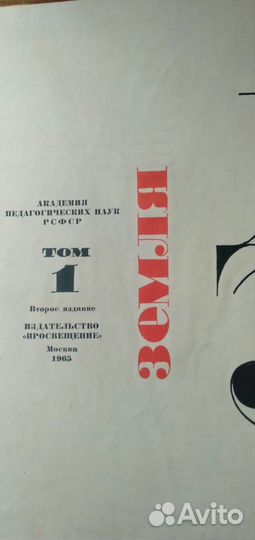 АКАДЕМИЯ
ПЕДАГОГИЧЕСКИХ НАУК
РСФСР
ТОМ
1
Второе издание
ИЗДАТЕЛЬСТВО
«ПРОСВЕЩЕНИЕ»
Москва
1965
ЗЕМЛЯ
Avito